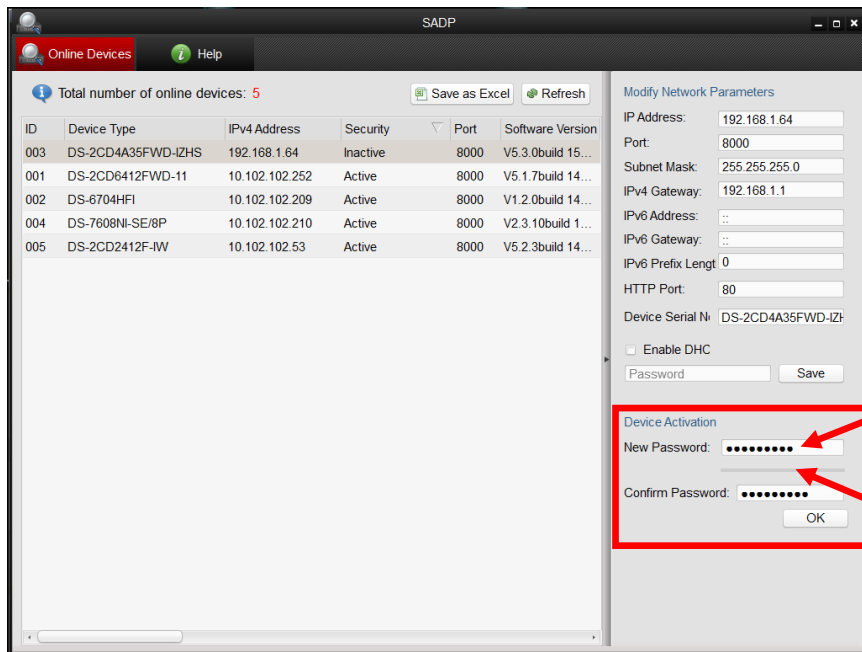 SADP
Online Devices Help
Total number of online devices: 5 Save as Excel Refresh
ID Device Type IPv4 Address Security Port Software Version
003 DS-2CD4A35FWD-IZHS 192.168.1.64 Inactive 8000 V5.3.0build 15...
001 DS-2CD6412FWD-11 10.102.102.252 Active 8000 V5.1.7build 14...
002 DS-6704HFI 10.102.102.209 Active 8000 V1.2.0build 14...
004 DS-7608NI-SE/8P 10.102.102.210 Active 8000 V2.3.10build 1...
005 DS-2CD2412F-IW 10.102.102.53 Active 8000 V5.2.3build 14...
Modify Network Parameters
IP Address: 192.168.1.64
Port: 8000
Subnet Mask: 255.255.255.0
IPv4 Gateway: 192.168.1.1
IPv6 Address: ::
IPv6 Gateway: ::
IPv6 Prefix Lengt 0
HTTP Port: 80
Device Serial N DS-2CD4A35FWD-IZH
Enable DHC
Password Save
Device Activation
New Password: ●●●●●●●●●
Confirm Password: ●●●●●●●●●
OK